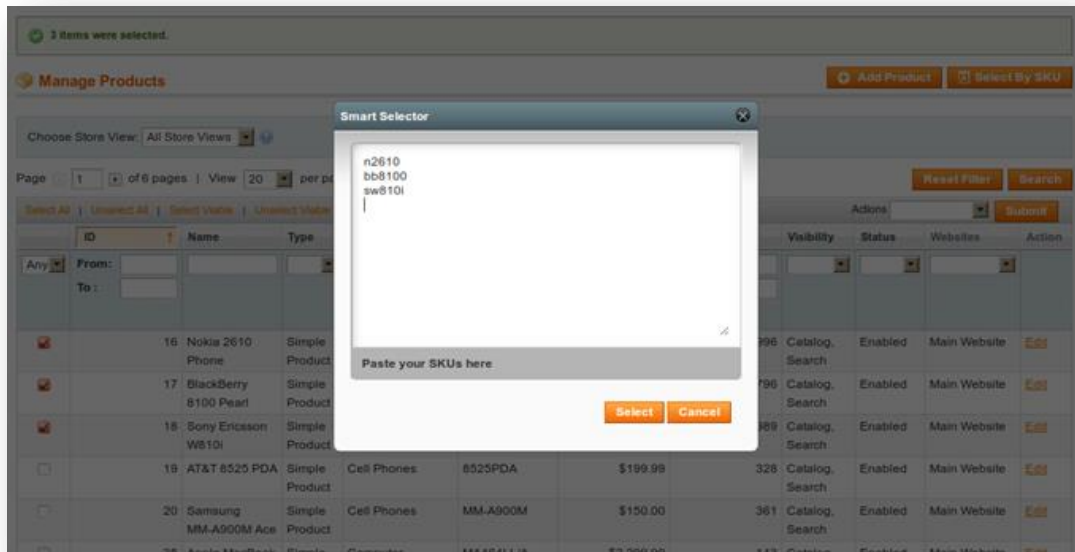 3 items were selected.
Manage Products
Add Product
Select By SKU
Smart Selector
Choose Store View: All Store Views
n2610
bb8100
sw810i
Page 1 of 6 pages | View 20 per pa
Reset Filter Search
Select All | Unselect All | Select Visible | Unselect Visible
Actions Submit
ID Name Type Visibility Status Websites Action
Any From:
To :
16 Nokia 2610 Simple 996 Catalog, Enabled Main Website Edit
Phone Product Search
Paste your SKUs here
17 BlackBerry Simple 796 Catalog, Enabled Main Website Edit
8100 Pearl Product Search
Select Cancel
18 Sony Ericsson Simple 989 Catalog, Enabled Main Website Edit
W810i Product Search
19 AT&T 8525 PDA Simple Cell Phones 8525PDA $199.99 328 Catalog, Enabled Main Website Edit
Product Search
20 Samsung Simple Cell Phones MM-A900M $150.00 361 Catalog, Enabled Main Website Edit
MM-A900M Ace Product Search